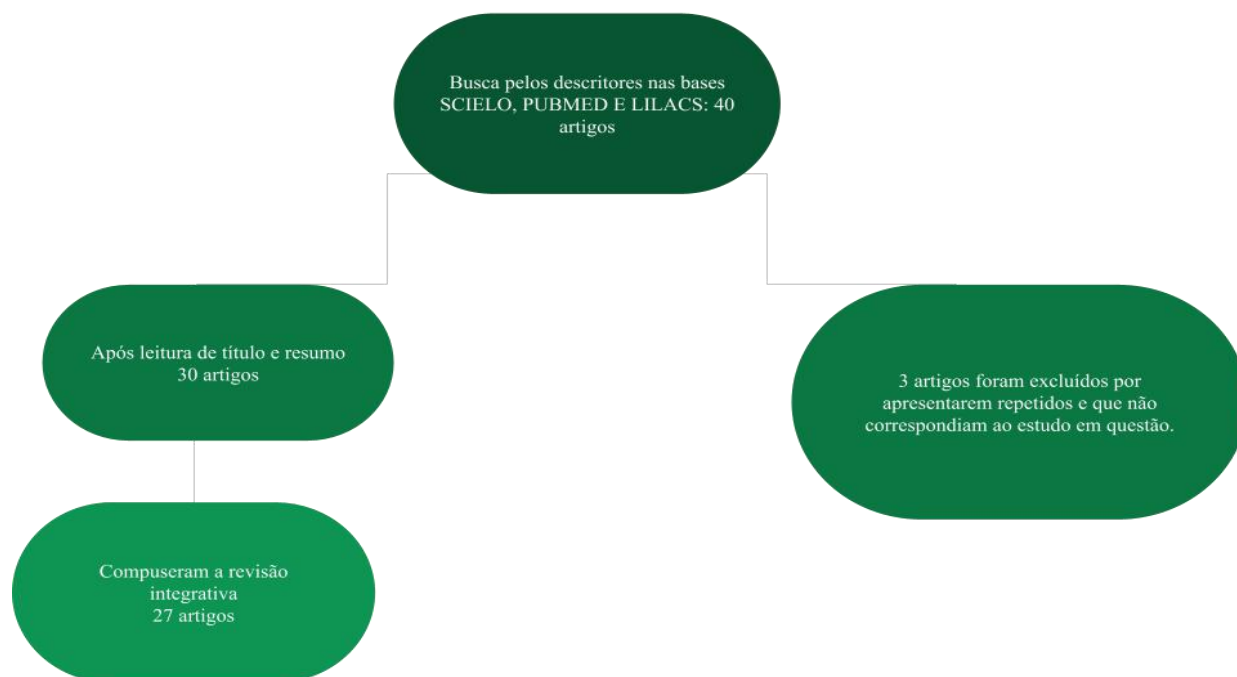 Busca pelos descritores nas bases
SCIELO, PUBMED E LILACS: 40
artigos
Após leitura de título e resumo
30 artigos
3 artigos foram excluídos por
apresentarem repetidos e que não
correspondiam ao estudo em questão.
Compuseram a revisão
integrativa
27 artigos